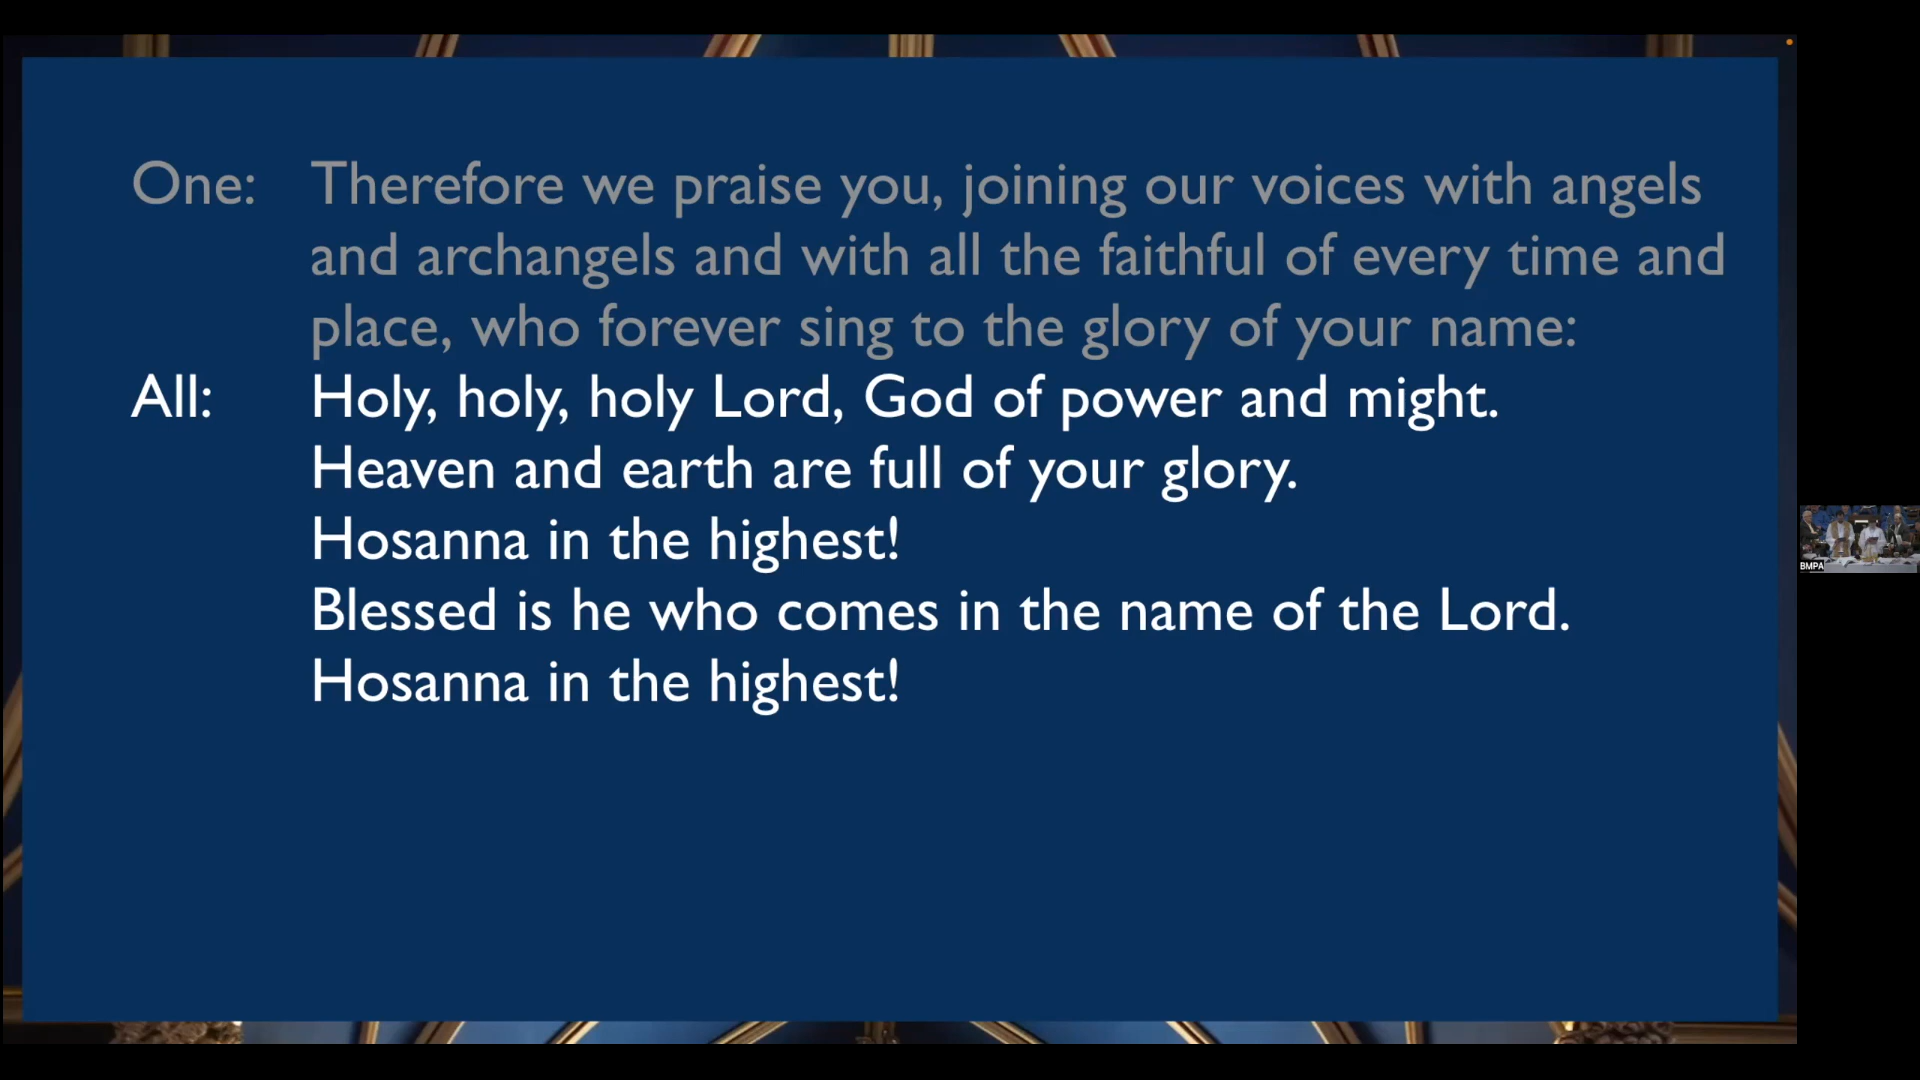 One: Therefore we praise you, joining our voices with angels
and archangels and with all the faithful of every time and
place, who forever sing to the glory of your name:
All: Holy, holy, holy Lord, God of power and might.
Heaven and earth are full of your glory.
Hosanna in the highest!
Blessed is he who comes in the name of the Lord.
Hosanna in the highest!
BMPA